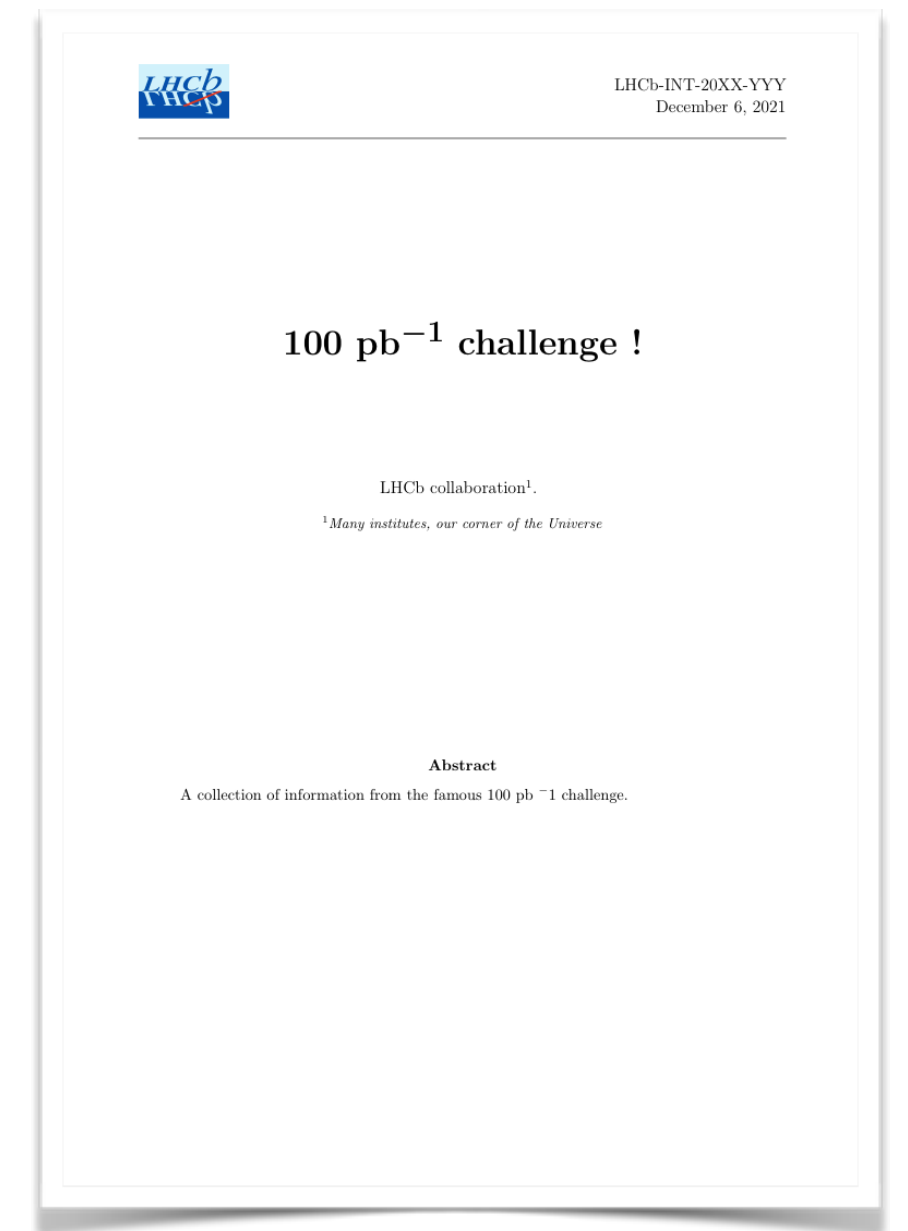 LHCb
LHCp
LHCb-INT-20XX-YYY
December 6, 2021
100 pb⁻¹ challenge !
LHCb collaboration¹.
¹Many institutes, our corner of the Universe
Abstract
A collection of information from the famous 100 pb ⁻1 challenge.